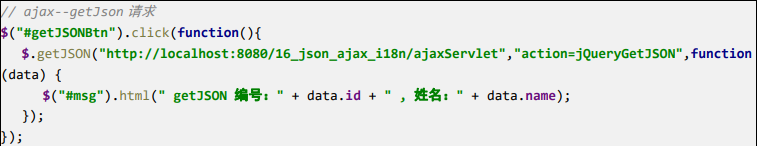 // ajax--getJson 请求
$("#getJSONBtn").click(function(){
$.getJSON("http://localhost:8080/16_json_ajax_i18n/ajaxServlet","action=jQueryGetJSON",function
(data) {
$("#msg").html(" getJSON 编号：" + data.id + " , 姓名：" + data.name);
});
});